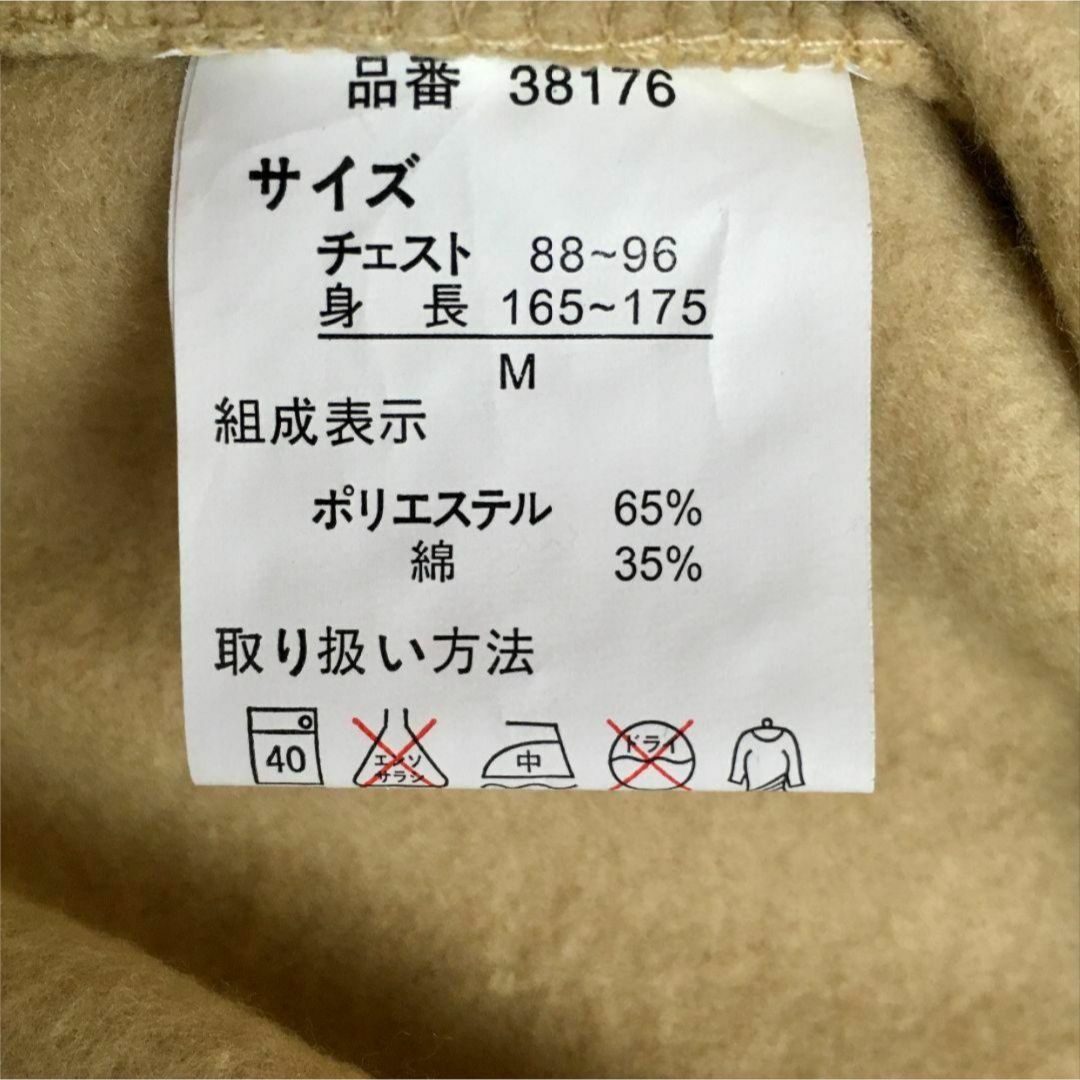 品番 38176
サイズ
チェスト 88~96
身 長 165~175
M
組成表示
ポリエステル 65%
綿 35%
取り扱い方法
40 エンソサラシ 中 ドライ